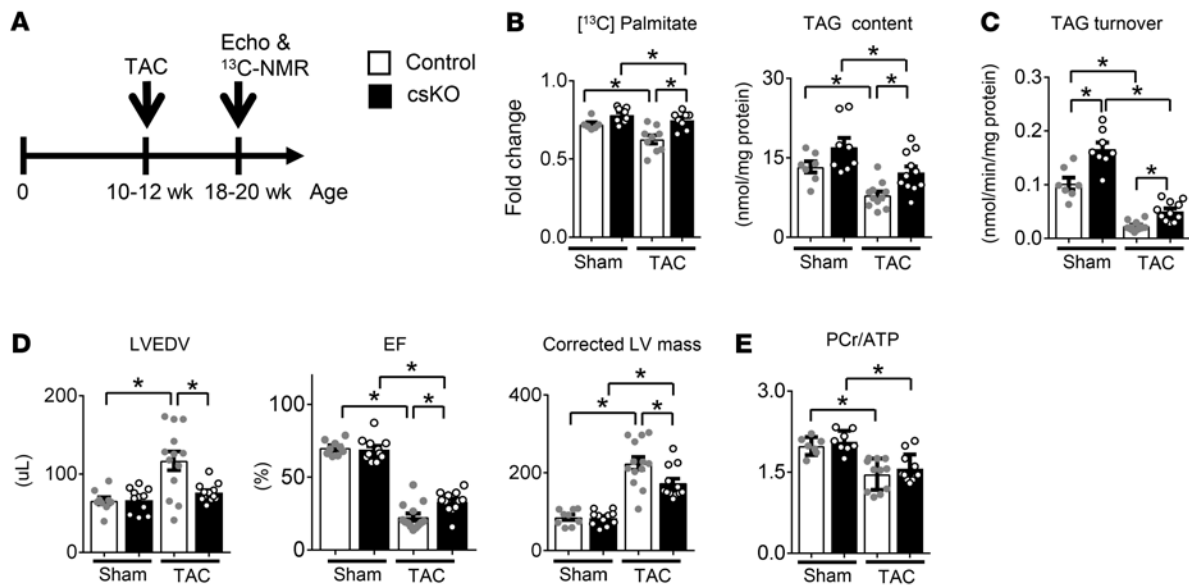 A
TAC
Echo &
¹³C-NMR
0
10-12 wk
18-20 wk
Age
Control
csKO
B
[¹³C] Palmitate
Fold change
1.0
0.5
0.0
*
*
*
Sham
TAC
TAG content
(nmol/mg protein)
30
15
0
*
*
*
Sham
TAC
C
TAG turnover
(nmol/min/mg protein)
0.3
0.2
0.1
0.0
*
*
*
*
Sham
TAC
D
LVEDV
(uL)
200
100
0
*
*
Sham
TAC
EF
(%)
100
50
0
*
*
*
Sham
TAC
Corrected LV mass
400
200
0
*
*
*
Sham
TAC
E
PCr/ATP
3.0
1.5
0.0
*
*
Sham
TAC